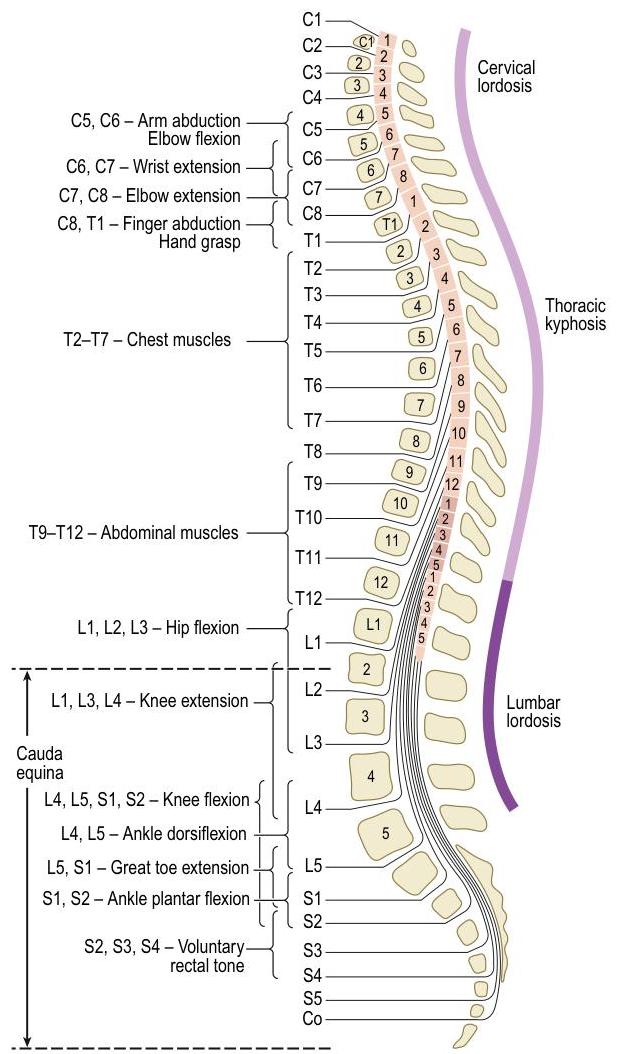 C1
C2
C3
C4
C5
C6
C7
C8
T1
T2
T3
T4
T5
T6
T7
T8
T9
T10
T11
T12
L1
L2
L3
L4
L5
S1
S2
S3
S4
S5
Co
C5, C6 – Arm abduction
Elbow flexion
C6, C7 – Wrist extension
C7, C8 – Elbow extension
C8, T1 – Finger abduction
Hand grasp
T2–T7 – Chest muscles
T9–T12 – Abdominal muscles
L1, L2, L3 – Hip flexion
L1, L3, L4 – Knee extension
Cauda
equina
L4, L5, S1, S2 – Knee flexion
L4, L5 – Ankle dorsiflexion
L5, S1 – Great toe extension
S1, S2 – Ankle plantar flexion
S2, S3, S4 – Voluntary
rectal tone
C1
2
3
4
5
6
7
T1
2
3
4
5
6
7
8
9
10
11
12
L1
2
3
4
5
1
2
3
4
5
6
7
8
1
2
3
4
5
6
7
8
9
10
11
12
1
2
3
4
5
1
2
3
4
5
Cervical
lordosis
Thoracic
kyphosis
Lumbar
lordosis